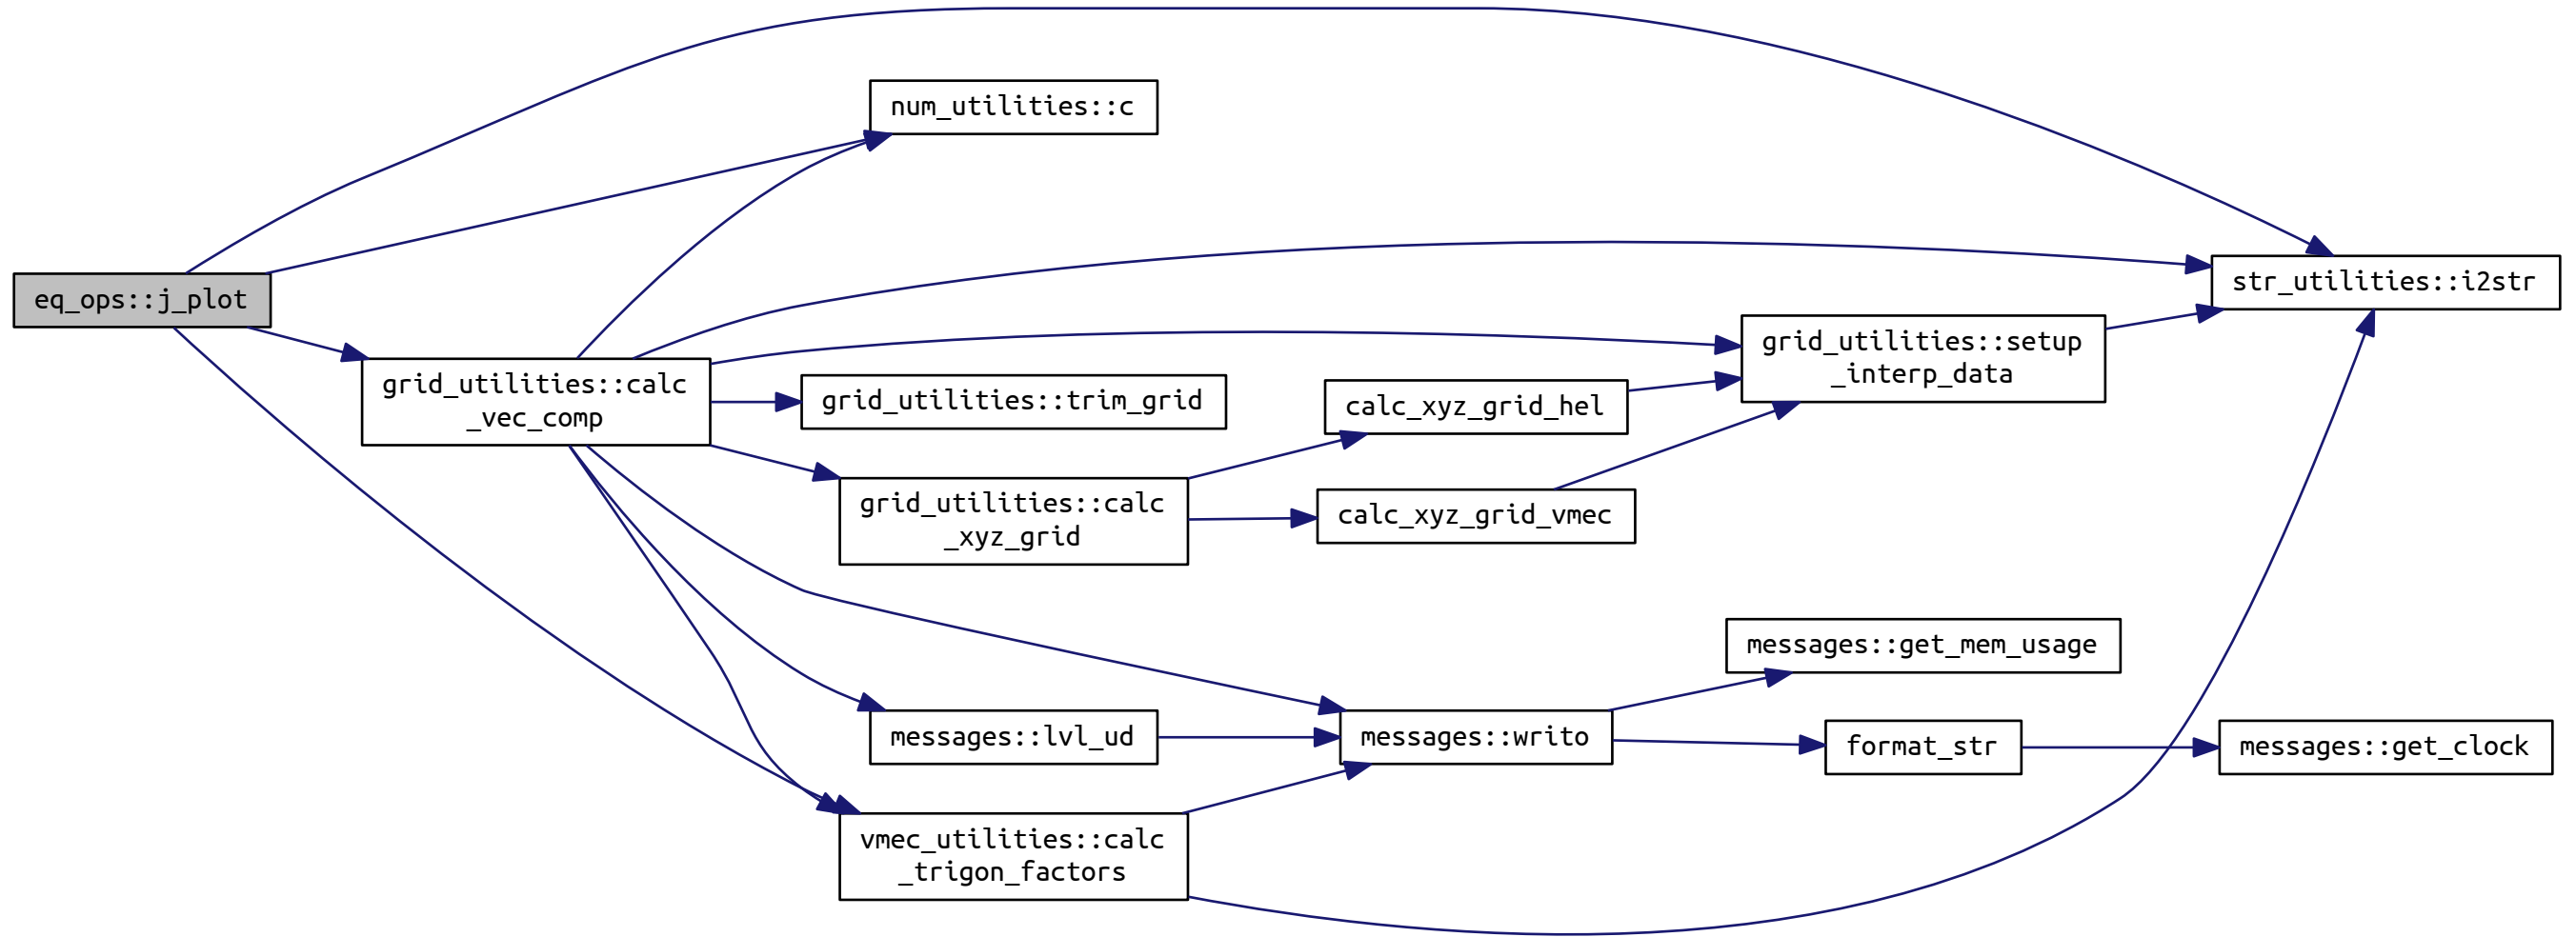 num_utilities::c
eq_ops::j_plot
str_utilities::i2str
grid_utilities::calc
_vec_comp
grid_utilities::trim_grid
grid_utilities::setup
_interp_data
calc_xyz_grid_hel
grid_utilities::calc
_xyz_grid
calc_xyz_grid_vmec
messages::get_mem_usage
messages::lvl_ud
messages::writo
format_str
messages::get_clock
vmec_utilities::calc
_trigon_factors